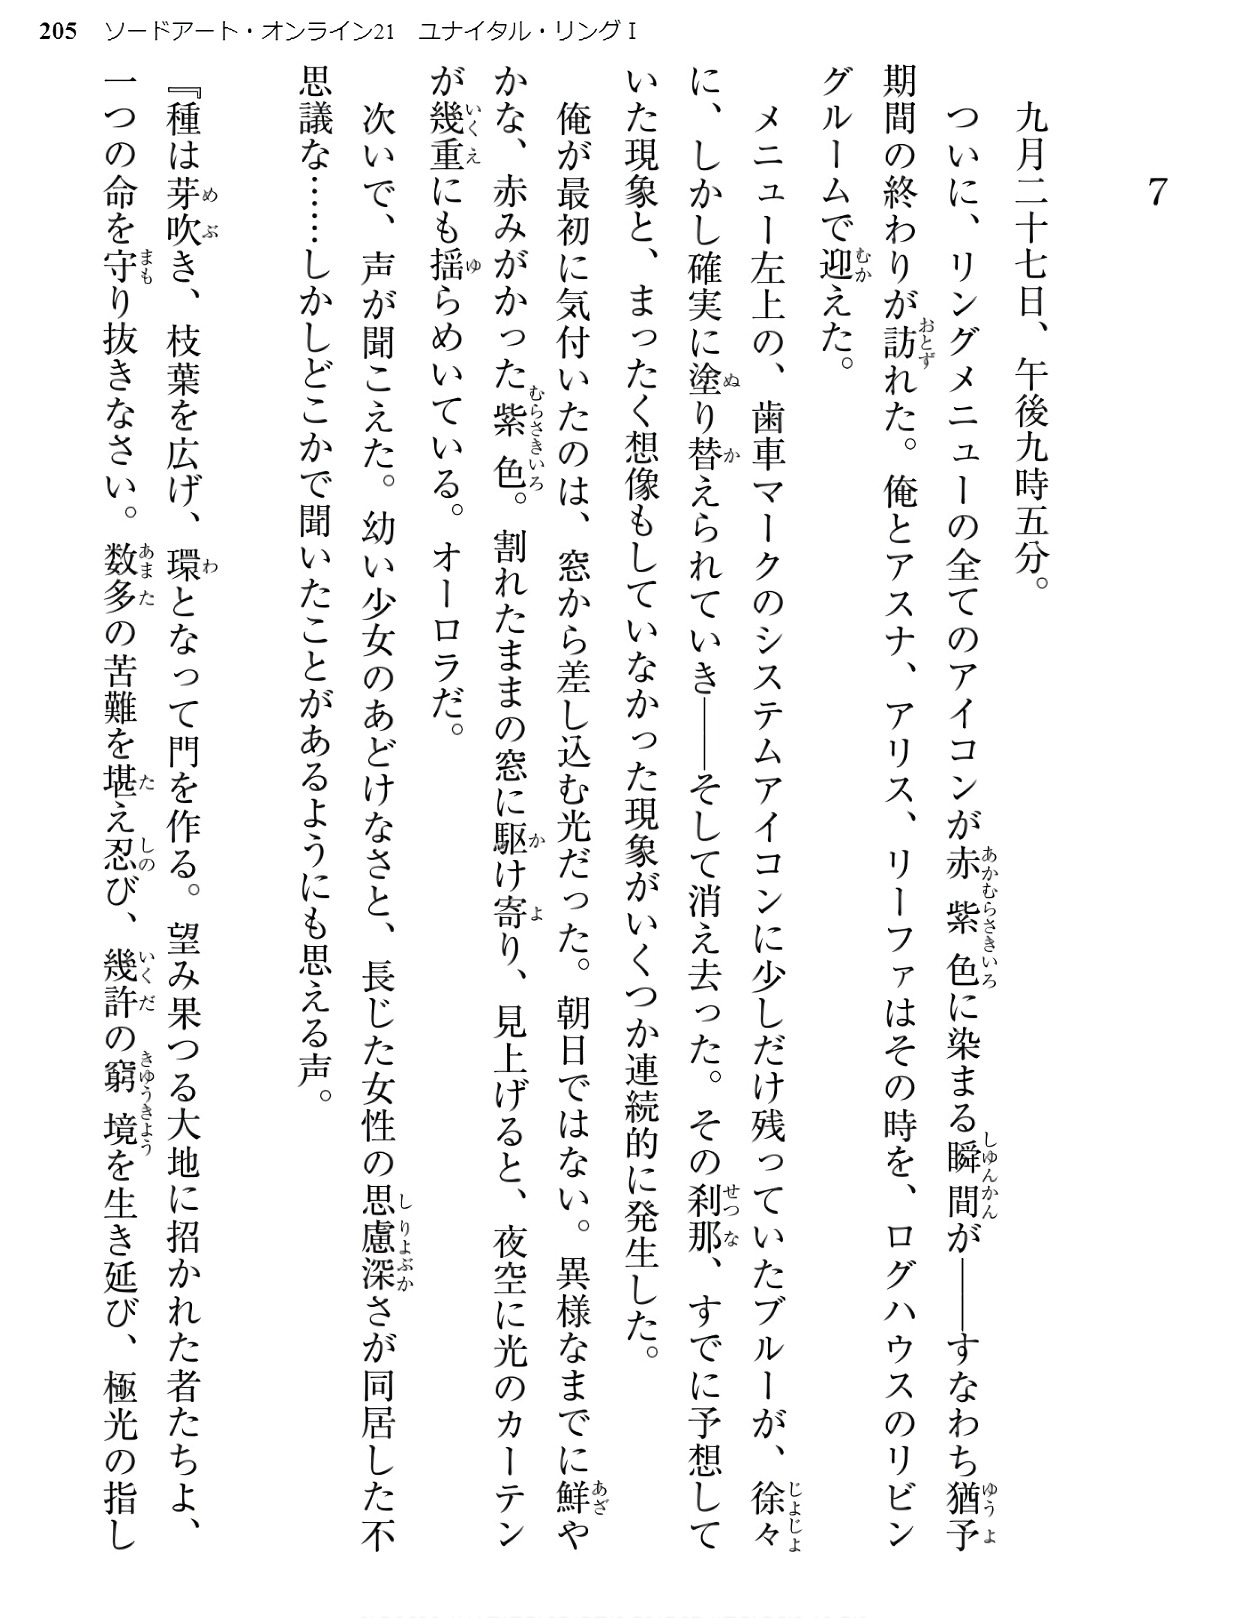 205 ソードアート・オンライン21 ユナイタル・リングⅠ
7
九月二十七日、午後九時五分。
ついに、リングメニューの全てのアイコンが赤紫色に染まる瞬間が――すなわち猶予
期間の終わりが訪れた。俺とアスナ、アリス、リーファはその時を、ログハウスのリビン
グルームで迎えた。
メニュー左上の、歯車マークのシステムアイコンに少しだけ残っていたブルーが、徐々
に、しかし確実に塗り替えられていき――そして消え去った。その刹那、すでに予想して
いた現象と、まったく想像もしていなかった現象がいくつか連続的に発生した。
俺が最初に気付いたのは、窓から差し込む光だった。朝日ではない。異様なまでに鮮や
かな、赤みがかった紫色。割れたままの窓に駆け寄り、見上げると、夜空に光のカーテン
が幾重にも揺らめいている。オーロラだ。
次いで、声が聞こえた。幼い少女のあどけなさと、長じた女性の思慮深さが同居した不
思議な……しかしどこかで聞いたことがあるようにも思える声。
『種は芽吹き、枝葉を広げ、環となって門を作る。望み果つる大地に招かれた者たちよ、
一つの命を守り抜きなさい。数多の苦難を堪え忍び、幾許の窮境を生き延び、極光の指し